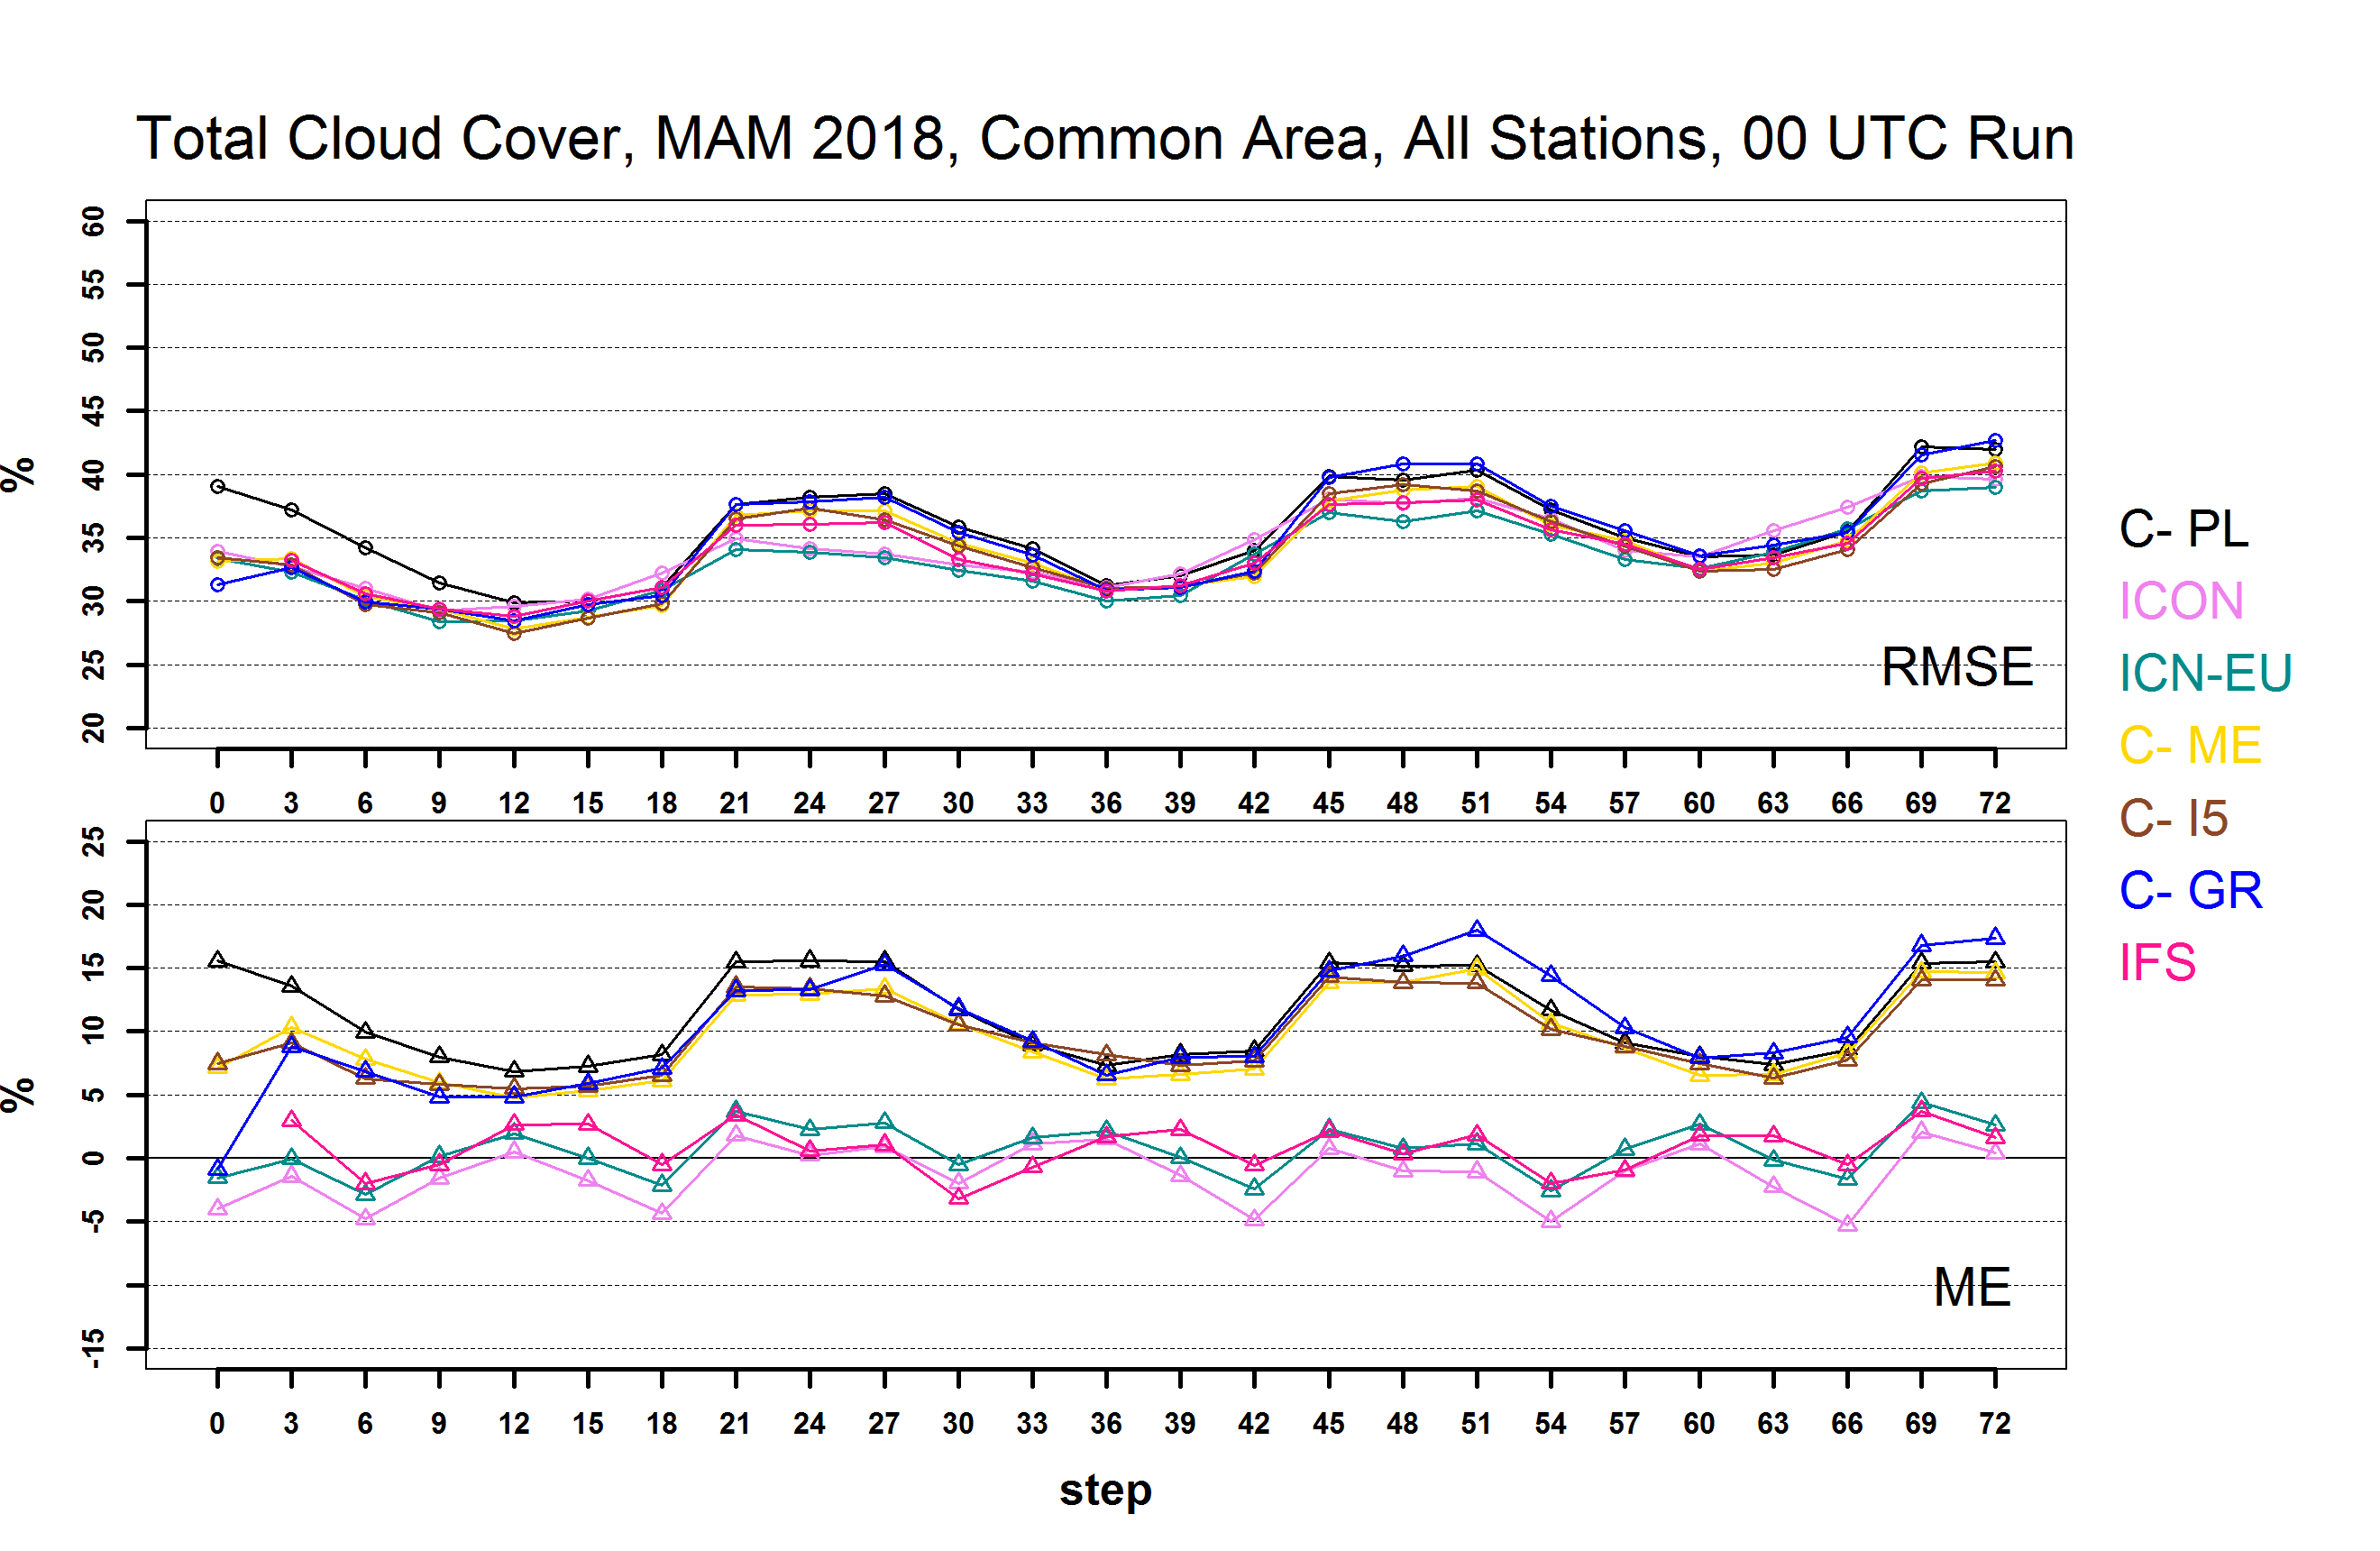 Total Cloud Cover, MAM 2018, Common Area, All Stations, 00 UTC Run
%
60
55
50
45
40
35
30
25
20
RMSE
0 3 6 9 12 15 18 21 24 27 30 33 36 39 42 45 48 51 54 57 60 63 66 69 72
%
25
20
15
10
5
0
-5
-15
ME
0 3 6 9 12 15 18 21 24 27 30 33 36 39 42 45 48 51 54 57 60 63 66 69 72
step
C- PL
ICON
ICN-EU
C- ME
C- I5
C- GR
IFS